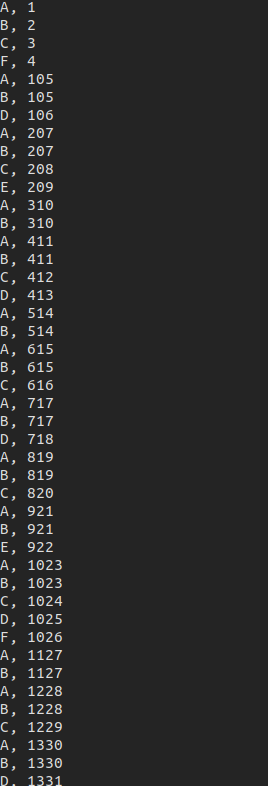 A, 1
B, 2
C, 3
F, 4
A, 105
B, 105
D, 106
A, 207
B, 207
C, 208
E, 209
A, 310
B, 310
A, 411
B, 411
C, 412
D, 413
A, 514
B, 514
A, 615
B, 615
C, 616
A, 717
B, 717
D, 718
A, 819
B, 819
C, 820
A, 921
B, 921
E, 922
A, 1023
B, 1023
C, 1024
D, 1025
F, 1026
A, 1127
B, 1127
A, 1228
B, 1228
C, 1229
A, 1330
B, 1330
D, 1331